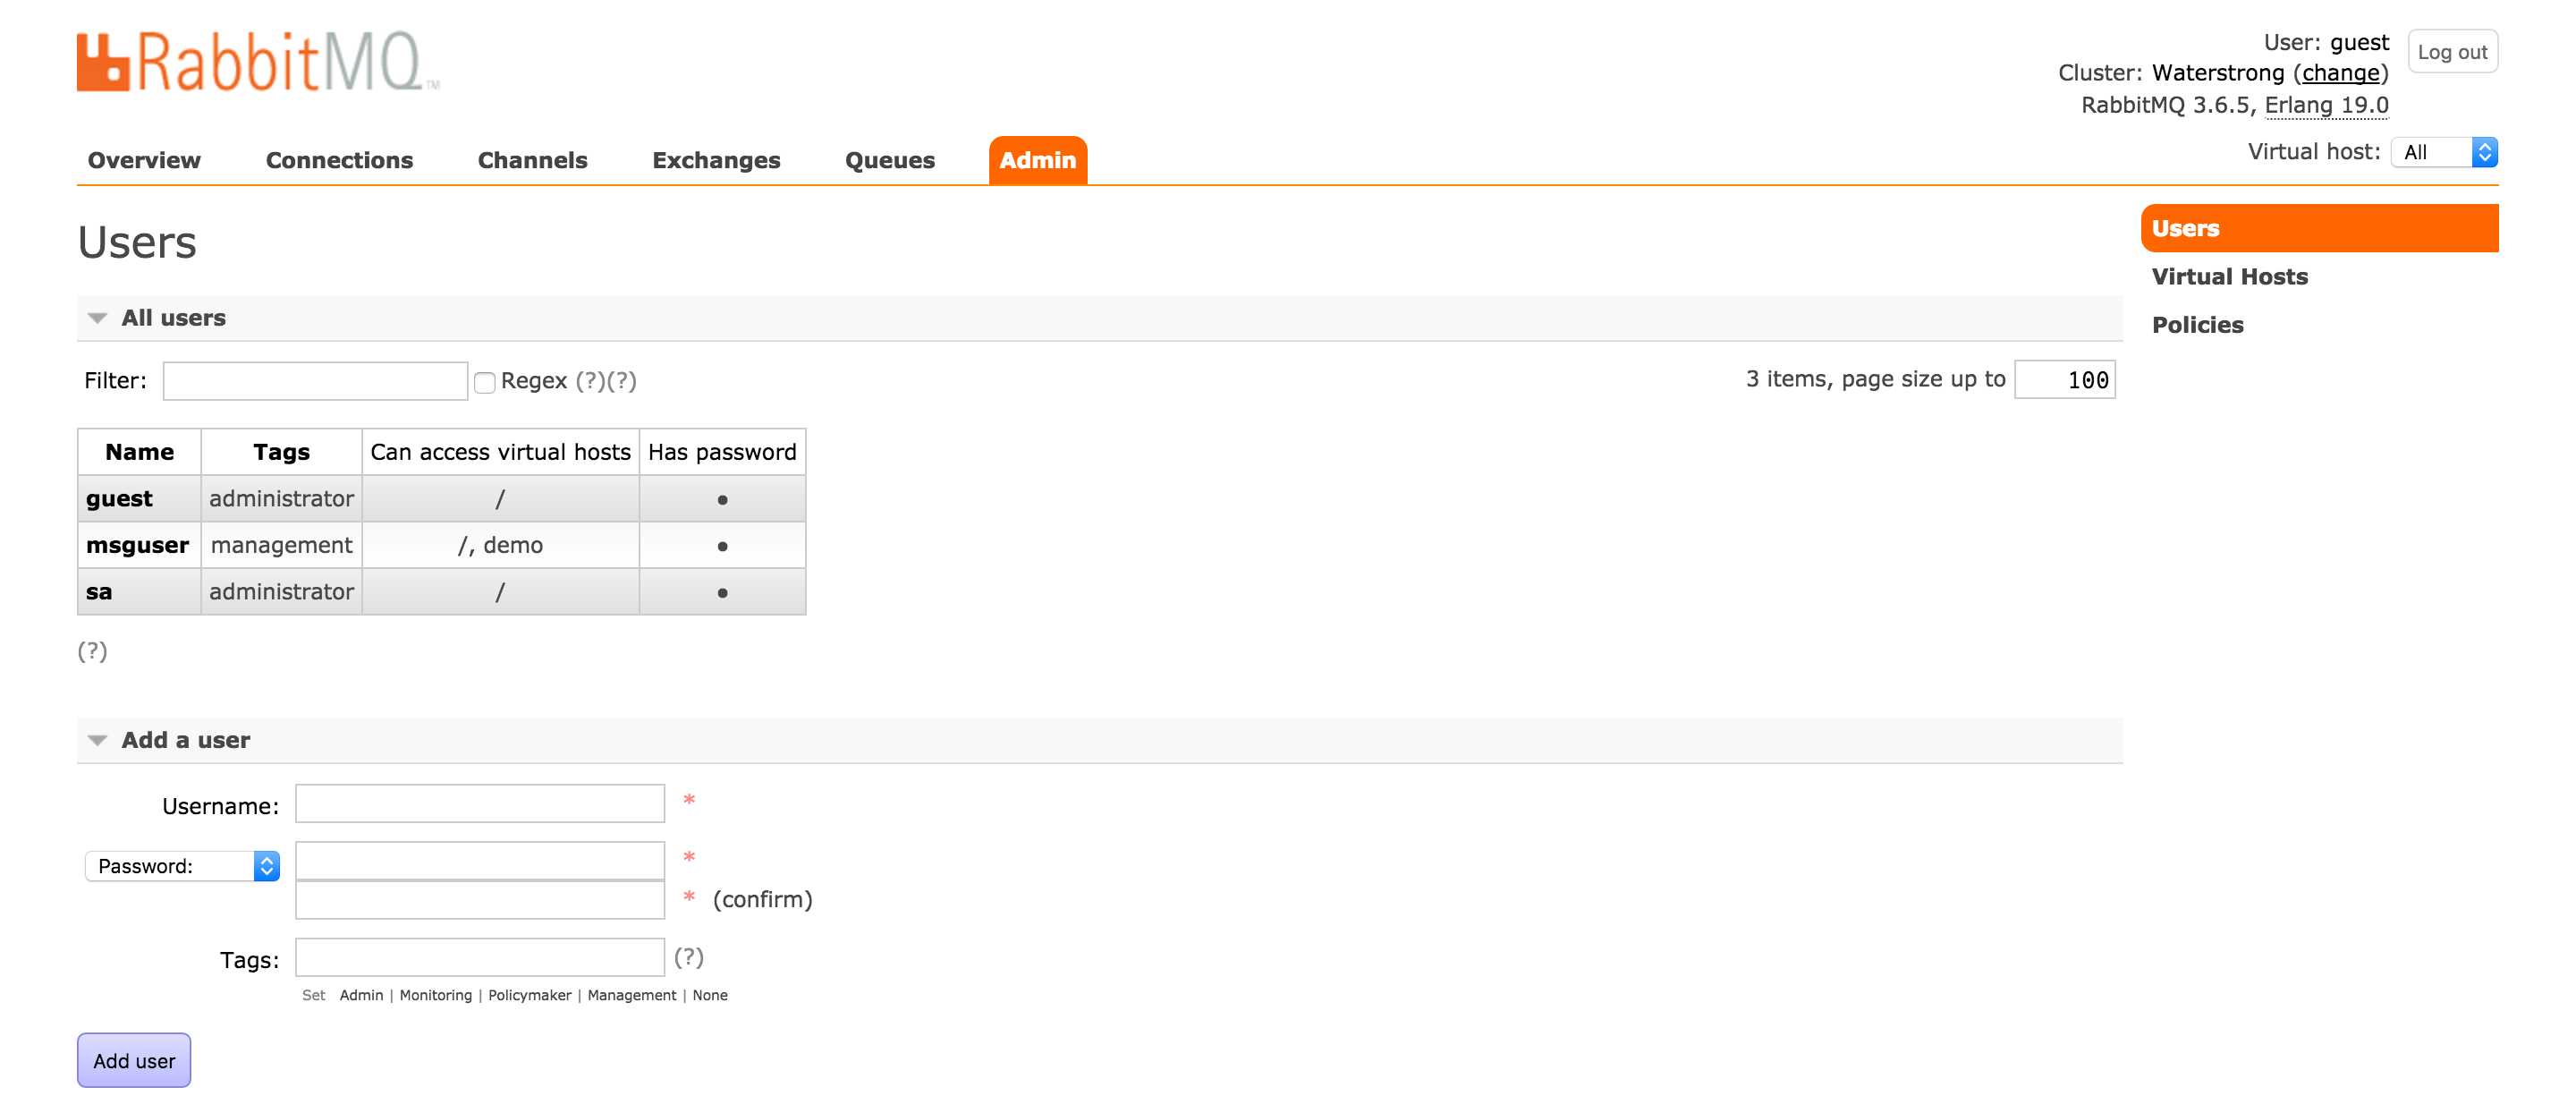 RabbitMQ™
User: guest
Log out
Cluster: Waterstrong (change)
RabbitMQ 3.6.5, Erlang 19.0
Overview Connections Channels Exchanges Queues Admin
Virtual host: All
Users
Users
Virtual Hosts
Policies
All users
Filter: Regex (?)(?) 3 items, page size up to 100
Name Tags Can access virtual hosts Has password
guest administrator / •
msguser management /, demo •
sa administrator / •
(?)
Add a user
Username: *
Password: *
* (confirm)
Tags: (?)
Set Admin | Monitoring | Policymaker | Management | None
Add user